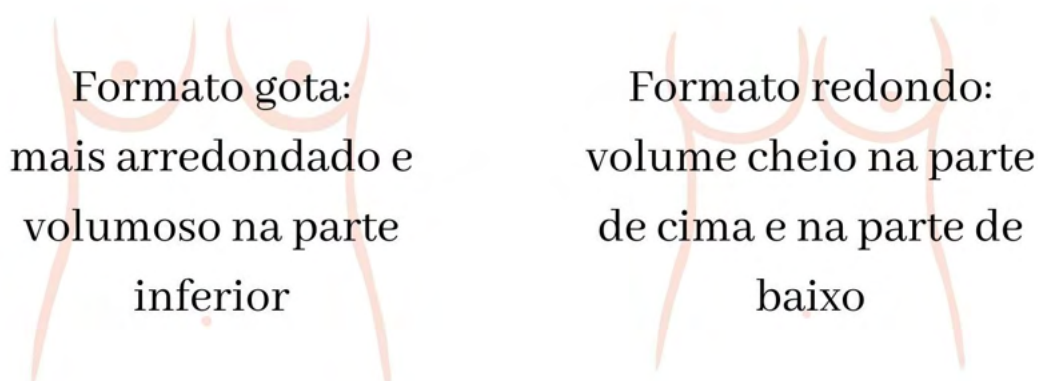 Formato gota:
mais arredondado e
volumoso na parte
inferior
Formato redondo:
volume cheio na parte
de cima e na parte de
baixo